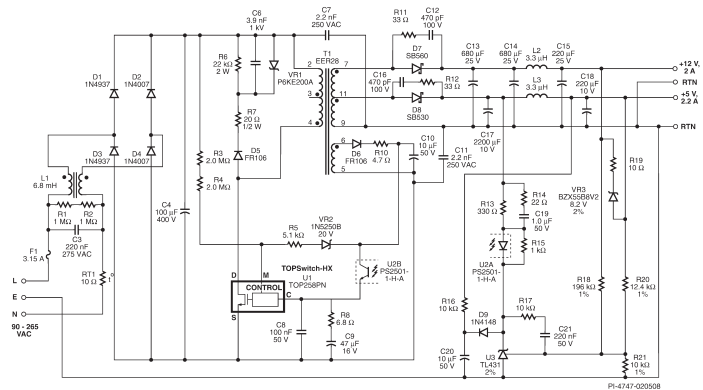 C6
3.9 nF
1 kV
C7
2.2 nF
250 VAC
R11
33 Ω
C12
470 pF
100 V
R6
22 kΩ
2 W
VR1
P6KE200A
T1
EER28
2
7
D7
SB560
C13
680 µF
25 V
C14
680 µF
25 V
L2
3.3 µH
C15
220 µF
25 V
+12 V,
2 A
RTN
D1
1N4937
D2
1N4007
C16
470 pF
100 V
R12
33 Ω
L3
3.3 µH
C18
220 µF
10 V
3
11
+5 V,
2.2 A
R7
20 Ω
1/2 W
D8
SB530
4
9
RTN
C17
2200 µF
10 V
D3
1N4937
D4
1N4007
R3
2.0 MΩ
D5
FR106
6
D6
FR106
R10
4.7 Ω
5
C10
10 µF
50 V
C11
2.2 nF
250 VAC
R19
10 Ω
L1
6.8 mH
R4
2.0 MΩ
R13
330 Ω
R14
22 Ω
C19
1.0 µF
50 V
VR3
BZX55B8V2
8.2 V
2%
R1
1 MΩ
R2
1 MΩ
C4
100 µF
400 V
R5
5.1 kΩ
VR2
1N5250B
20 V
R15
1 kΩ
C3
220 nF
275 VAC
U2B
PS2501-
1-H-A
U2A
PS2501-
1-H-A
F1
3.15 A
RT1
10 Ω
t°
L
E
N
90 - 265
VAC
D
M
TOPSwitch-HX
U1
TOP258PN
CONTROL
C
S
R18
196 kΩ
1%
R20
12.4 kΩ
1%
R16
10 kΩ
R17
10 kΩ
C8
100 nF
50 V
R8
6.8 Ω
C9
47 µF
16 V
D9
1N4148
C21
220 nF
50 V
C20
10 µF
50 V
U3
TL431
2%
R21
10 kΩ
1%
PI-4747-020508